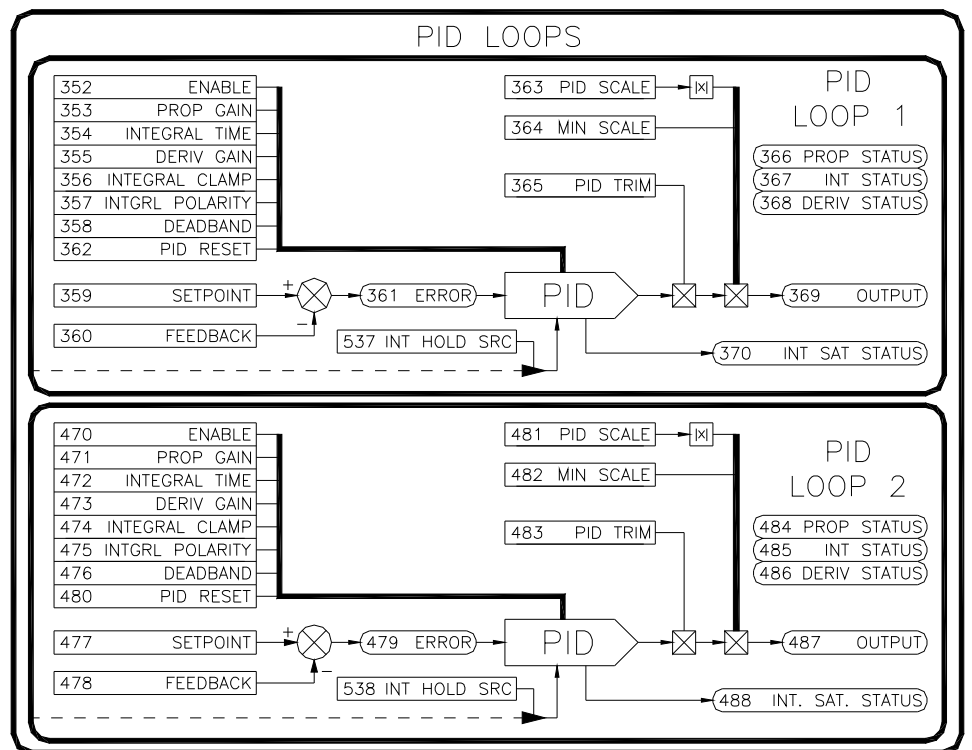 PID LOOPS
352 ENABLE
353 PROP GAIN
354 INTEGRAL TIME
355 DERIV GAIN
356 INTEGRAL CLAMP
357 INTGRL POLARITY
358 DEADBAND
362 PID RESET
359 SETPOINT
360 FEEDBACK
+
-
361 ERROR
537 INT HOLD SRC
PID
363 PID SCALE
|X|
364 MIN SCALE
365 PID TRIM
PID
LOOP 1
366 PROP STATUS
367 INT STATUS
368 DERIV STATUS
369 OUTPUT
370 INT SAT STATUS
470 ENABLE
471 PROP GAIN
472 INTEGRAL TIME
473 DERIV GAIN
474 INTEGRAL CLAMP
475 INTGRL POLARITY
476 DEADBAND
480 PID RESET
477 SETPOINT
478 FEEDBACK
+
-
479 ERROR
538 INT HOLD SRC
PID
481 PID SCALE
|X|
482 MIN SCALE
483 PID TRIM
PID
LOOP 2
484 PROP STATUS
485 INT STATUS
486 DERIV STATUS
487 OUTPUT
488 INT. SAT. STATUS